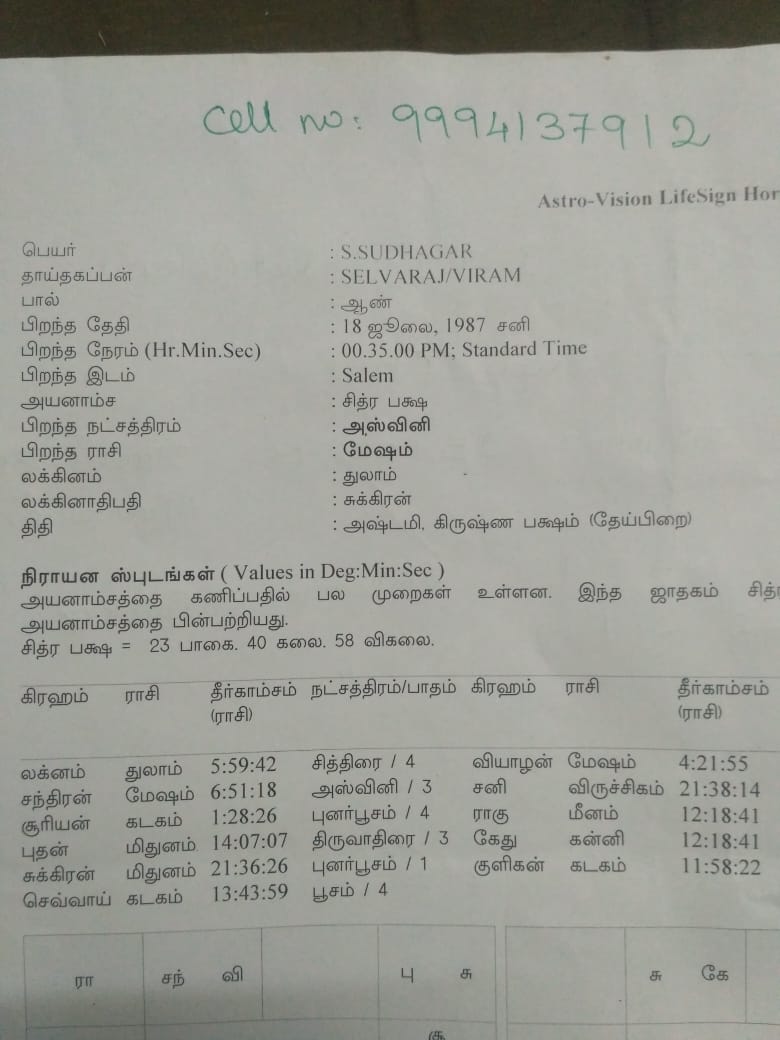 Cell no: 9994137912
Astro-Vision LifeSign
பெயர் : S.SUDHAGAR
தாய்தகப்பன் : SELVARAJ/VIRAM
பால் : ஆண்
பிறந்த தேதி : 18 ஜூலை, 1987 சனி
பிறந்த நேரம் (Hr.Min.Sec) : 00.35.00 PM; Standard Time
பிறந்த இடம் : Salem
அயனாம்ச : சித்ர பக்ஷ
பிறந்த நட்சத்திரம் : அஸ்வினி
பிறந்த ராசி : மேஷம்
லக்கினம் : துலாம்
லக்கினாதிபதி : சுக்கிரன்
திதி : அஷ்டமி, கிருஷ்ண பக்ஷம் (தேய்பிறை)
நிராயன ஸ்புடங்கள் ( Values in Deg:Min:Sec )
அயனாம்சத்தை கணிப்பதில் பல முறைகள் உள்ளன. இந்த ஜாதகம்
அயனாம்சத்தை பின்பற்றியது.
சித்ர பக்ஷ = 23 பாகை. 40 கலை. 58 விகலை.
கிரஹம் ராசி தீர்காம்சம் நட்சத்திரம்/பாதம் கிரஹம் ராசி தீர்காம்சம்
(ராசி) (ராசி)
லக்னம் துலாம் 5:59:42 சித்திரை / 4 வியாழன் மேஷம் 4:21:55
சந்திரன் மேஷம் 6:51:18 அஸ்வினி / 3 சனி விருச்சிகம் 21:38:14
சூரியன் கடகம் 1:28:26 புனர்பூசம் / 4 ராகு மீனம் 12:18:41
புதன் மிதுனம் 14:07:07 திருவாதிரை / 3 கேது கன்னி 12:18:41
சுக்கிரன் மிதுனம் 21:36:26 புனர்பூசம் / 1 குளிகன் கடகம் 11:58:22
செவ்வாய் கடகம் 13:43:59 பூசம் / 4
ரா சந் வி பு சு சு கே